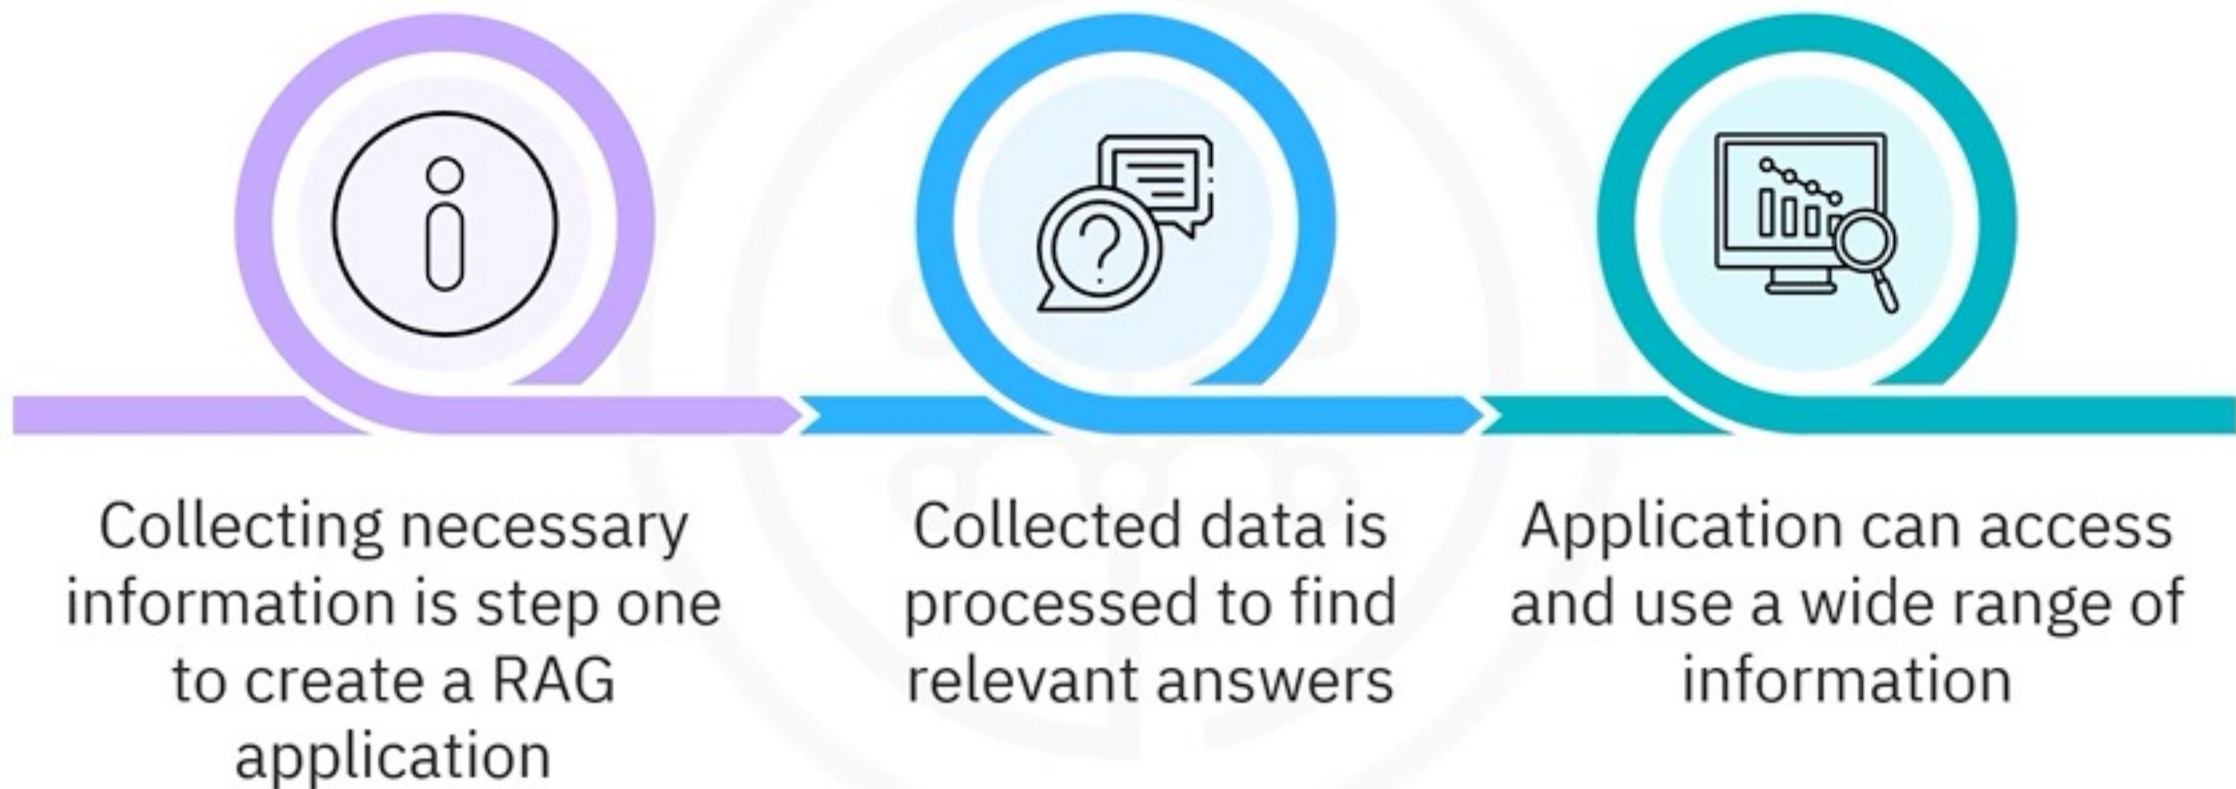 Collecting necessary
information is step one
to create a RAG
application
Collected data is
processed to find
relevant answers
Application can access
and use a wide range of
information